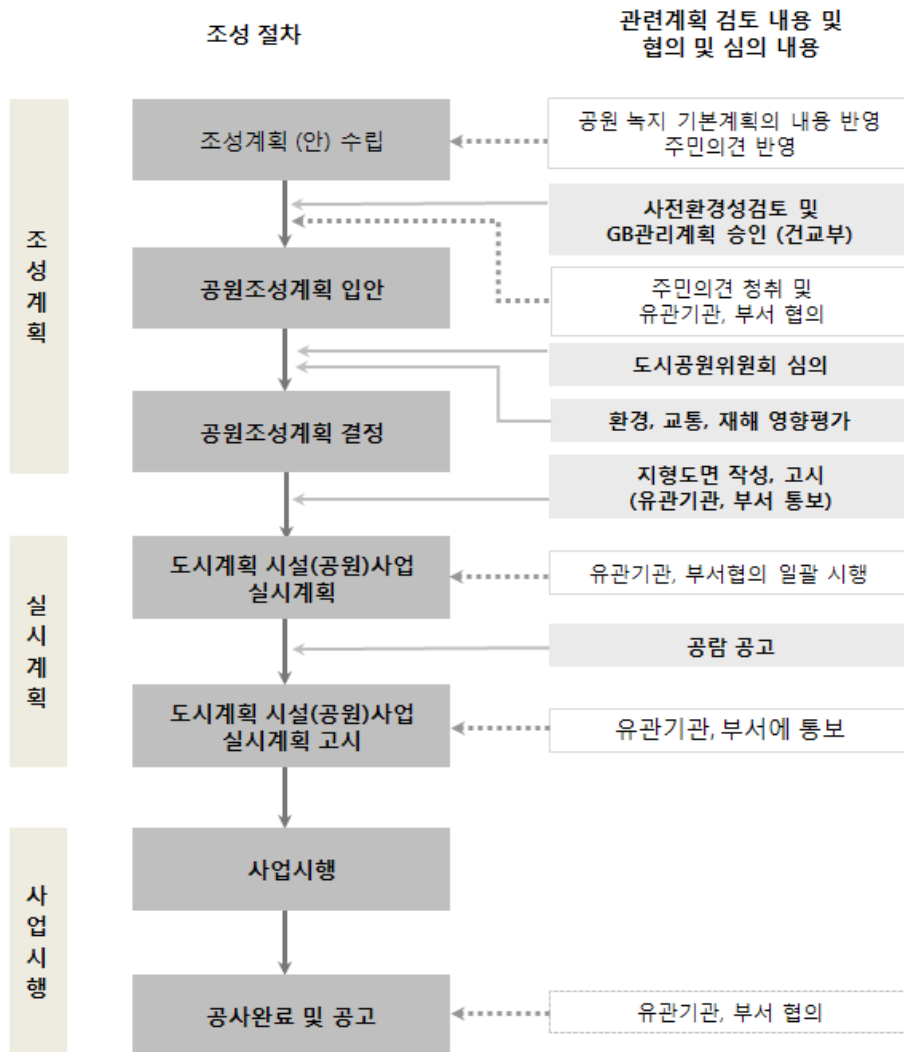 조성 절차
관련계획 검토 내용 및
협의 및 심의 내용
조성계획
조성계획 (안) 수립
공원 녹지 기본계획의 내용 반영
주민의견 반영
사전환경성검토 및
GB관리계획 승인 (건교부)
공원조성계획 입안
주민의견 청취 및
유관기관, 부서 협의
도시공원위원회 심의
공원조성계획 결정
환경, 교통, 재해 영향평가
지형도면 작성, 고시
(유관기관, 부서 통보)
실시계획
도시계획 시설(공원)사업
실시계획
유관기관, 부서협의 일괄 시행
공람 공고
도시계획 시설(공원)사업
실시계획 고시
유관기관, 부서에 통보
사업시행
사업시행
공사완료 및 공고
유관기관, 부서 협의